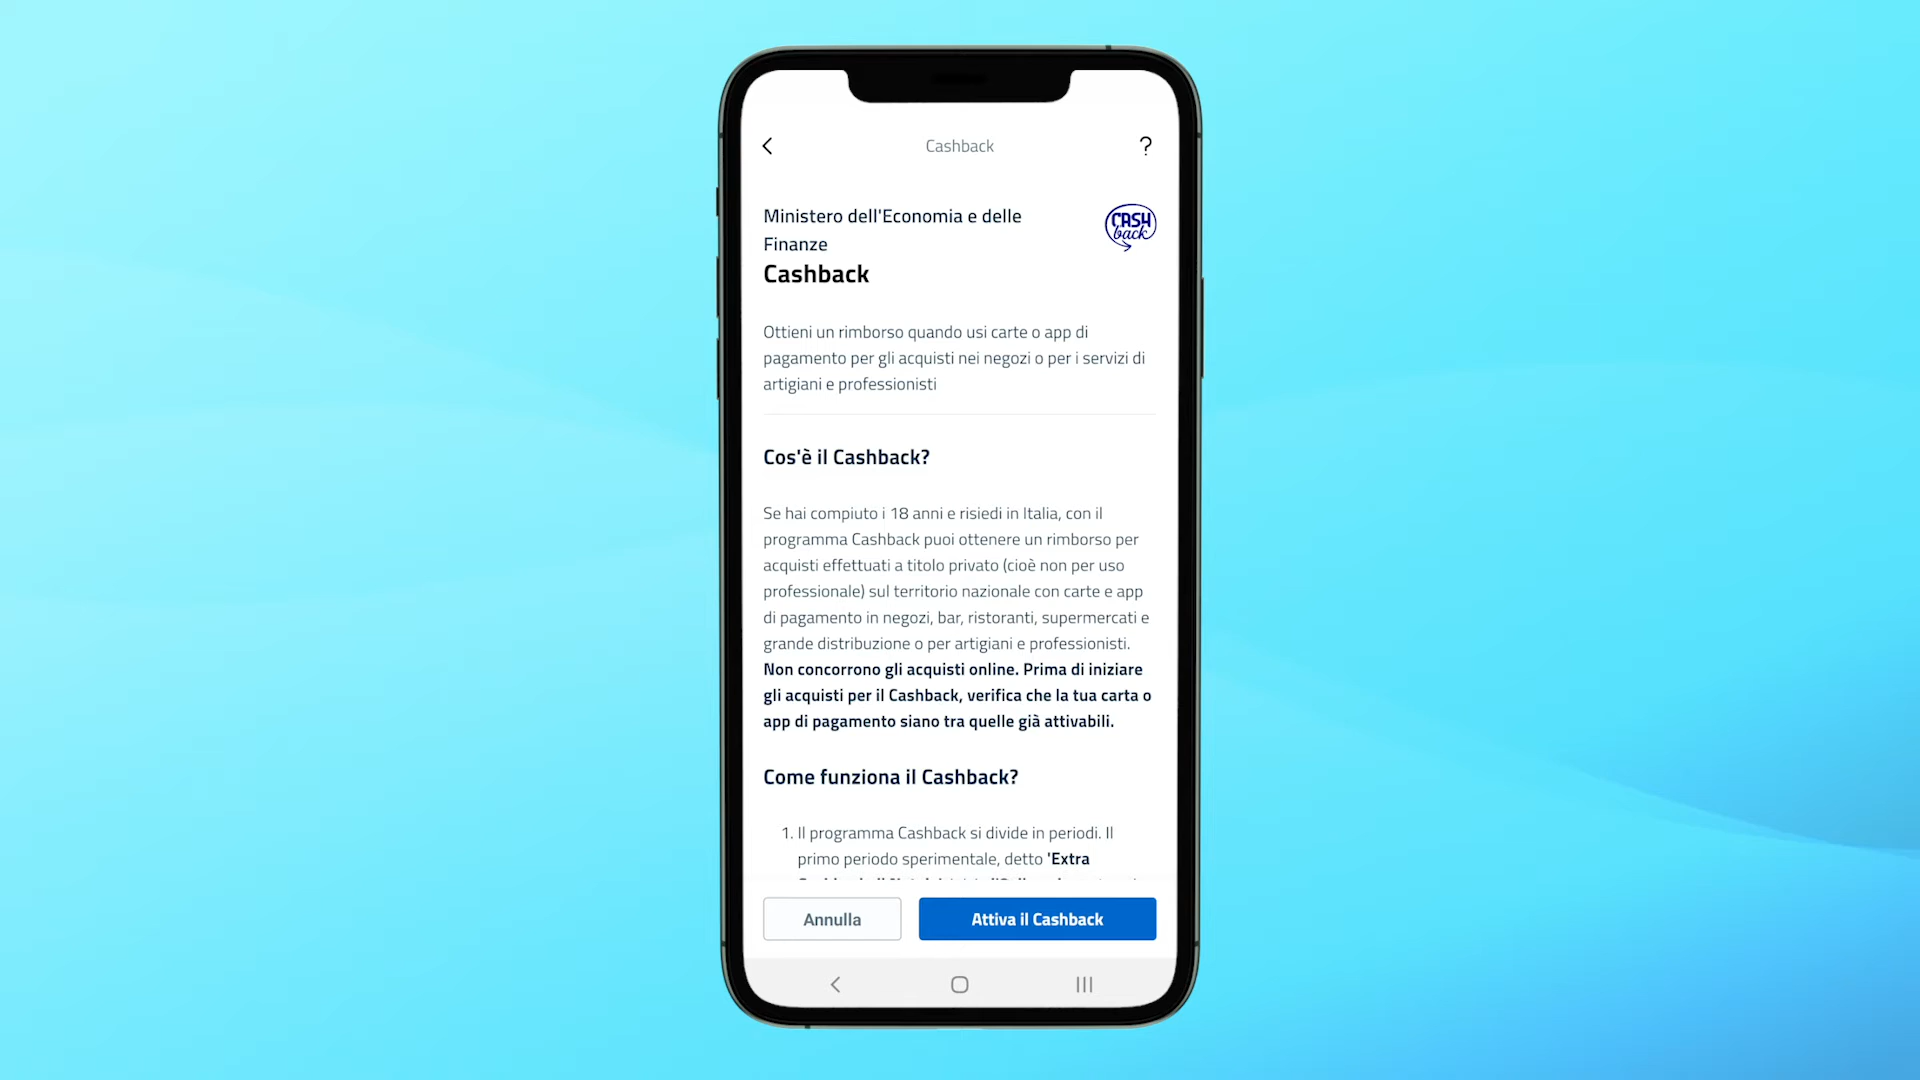 Cashback
?
Ministero dell'Economia e delle
Finanze
CASH
back
Cashback
Ottieni un rimborso quando usi carte o app di
pagamento per gli acquisti nei negozi o per i servizi di
artigiani e professionisti
Cos'è il Cashback?
Se hai compiuto i 18 anni e risiedi in Italia, con il
programma Cashback puoi ottenere un rimborso per
acquisti effettuati a titolo privato (cioè non per uso
professionale) sul territorio nazionale con carte e app
di pagamento in negozi, bar, ristoranti, supermercati e
grande distribuzione o per artigiani e professionisti.
Non concorrono gli acquisti online. Prima di iniziare
gli acquisti per il Cashback, verifica che la tua carta o
app di pagamento siano tra quelle già attivabili.
Come funziona il Cashback?
1. Il programma Cashback si divide in periodi. Il
primo periodo sperimentale, detto 'Extra
Annulla
Attiva il Cashback